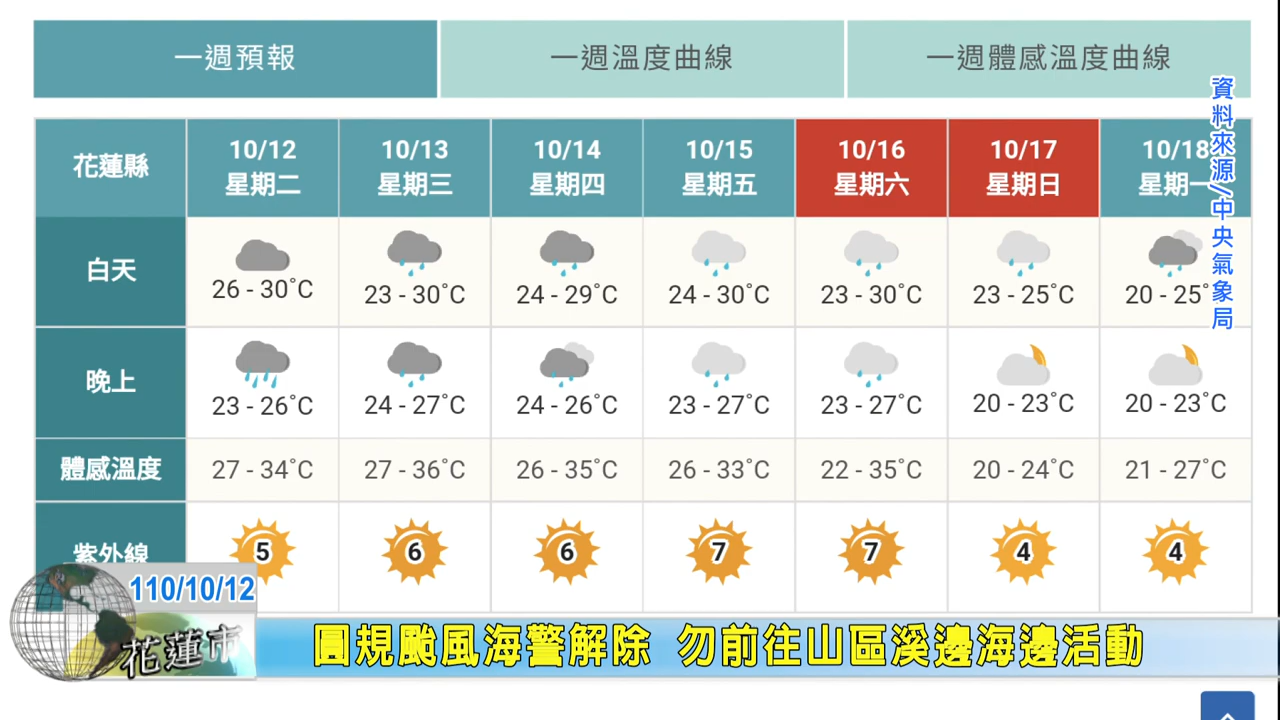 一週預報 一週溫度曲線 一週體感溫度曲線
花蓮縣 10/12 星期二 10/13 星期三 10/14 星期四 10/15 星期五 10/16 星期六 10/17 星期日 10/18 星期一
白天 26 - 30°C 23 - 30°C 24 - 29°C 24 - 30°C 23 - 30°C 23 - 25°C 20 - 25°
晚上 23 - 26°C 24 - 27°C 24 - 26°C 23 - 27°C 23 - 27°C 20 - 23°C 20 - 23°C
體感溫度 27 - 34°C 27 - 36°C 26 - 35°C 26 - 33°C 22 - 35°C 20 - 24°C 21 - 27°C
紫外線 5 6 6 7 7 4 4
資料來源/中央氣象局
110/10/12
花蓮市
圓規颱風海警解除 勿前往山區溪邊海邊活動